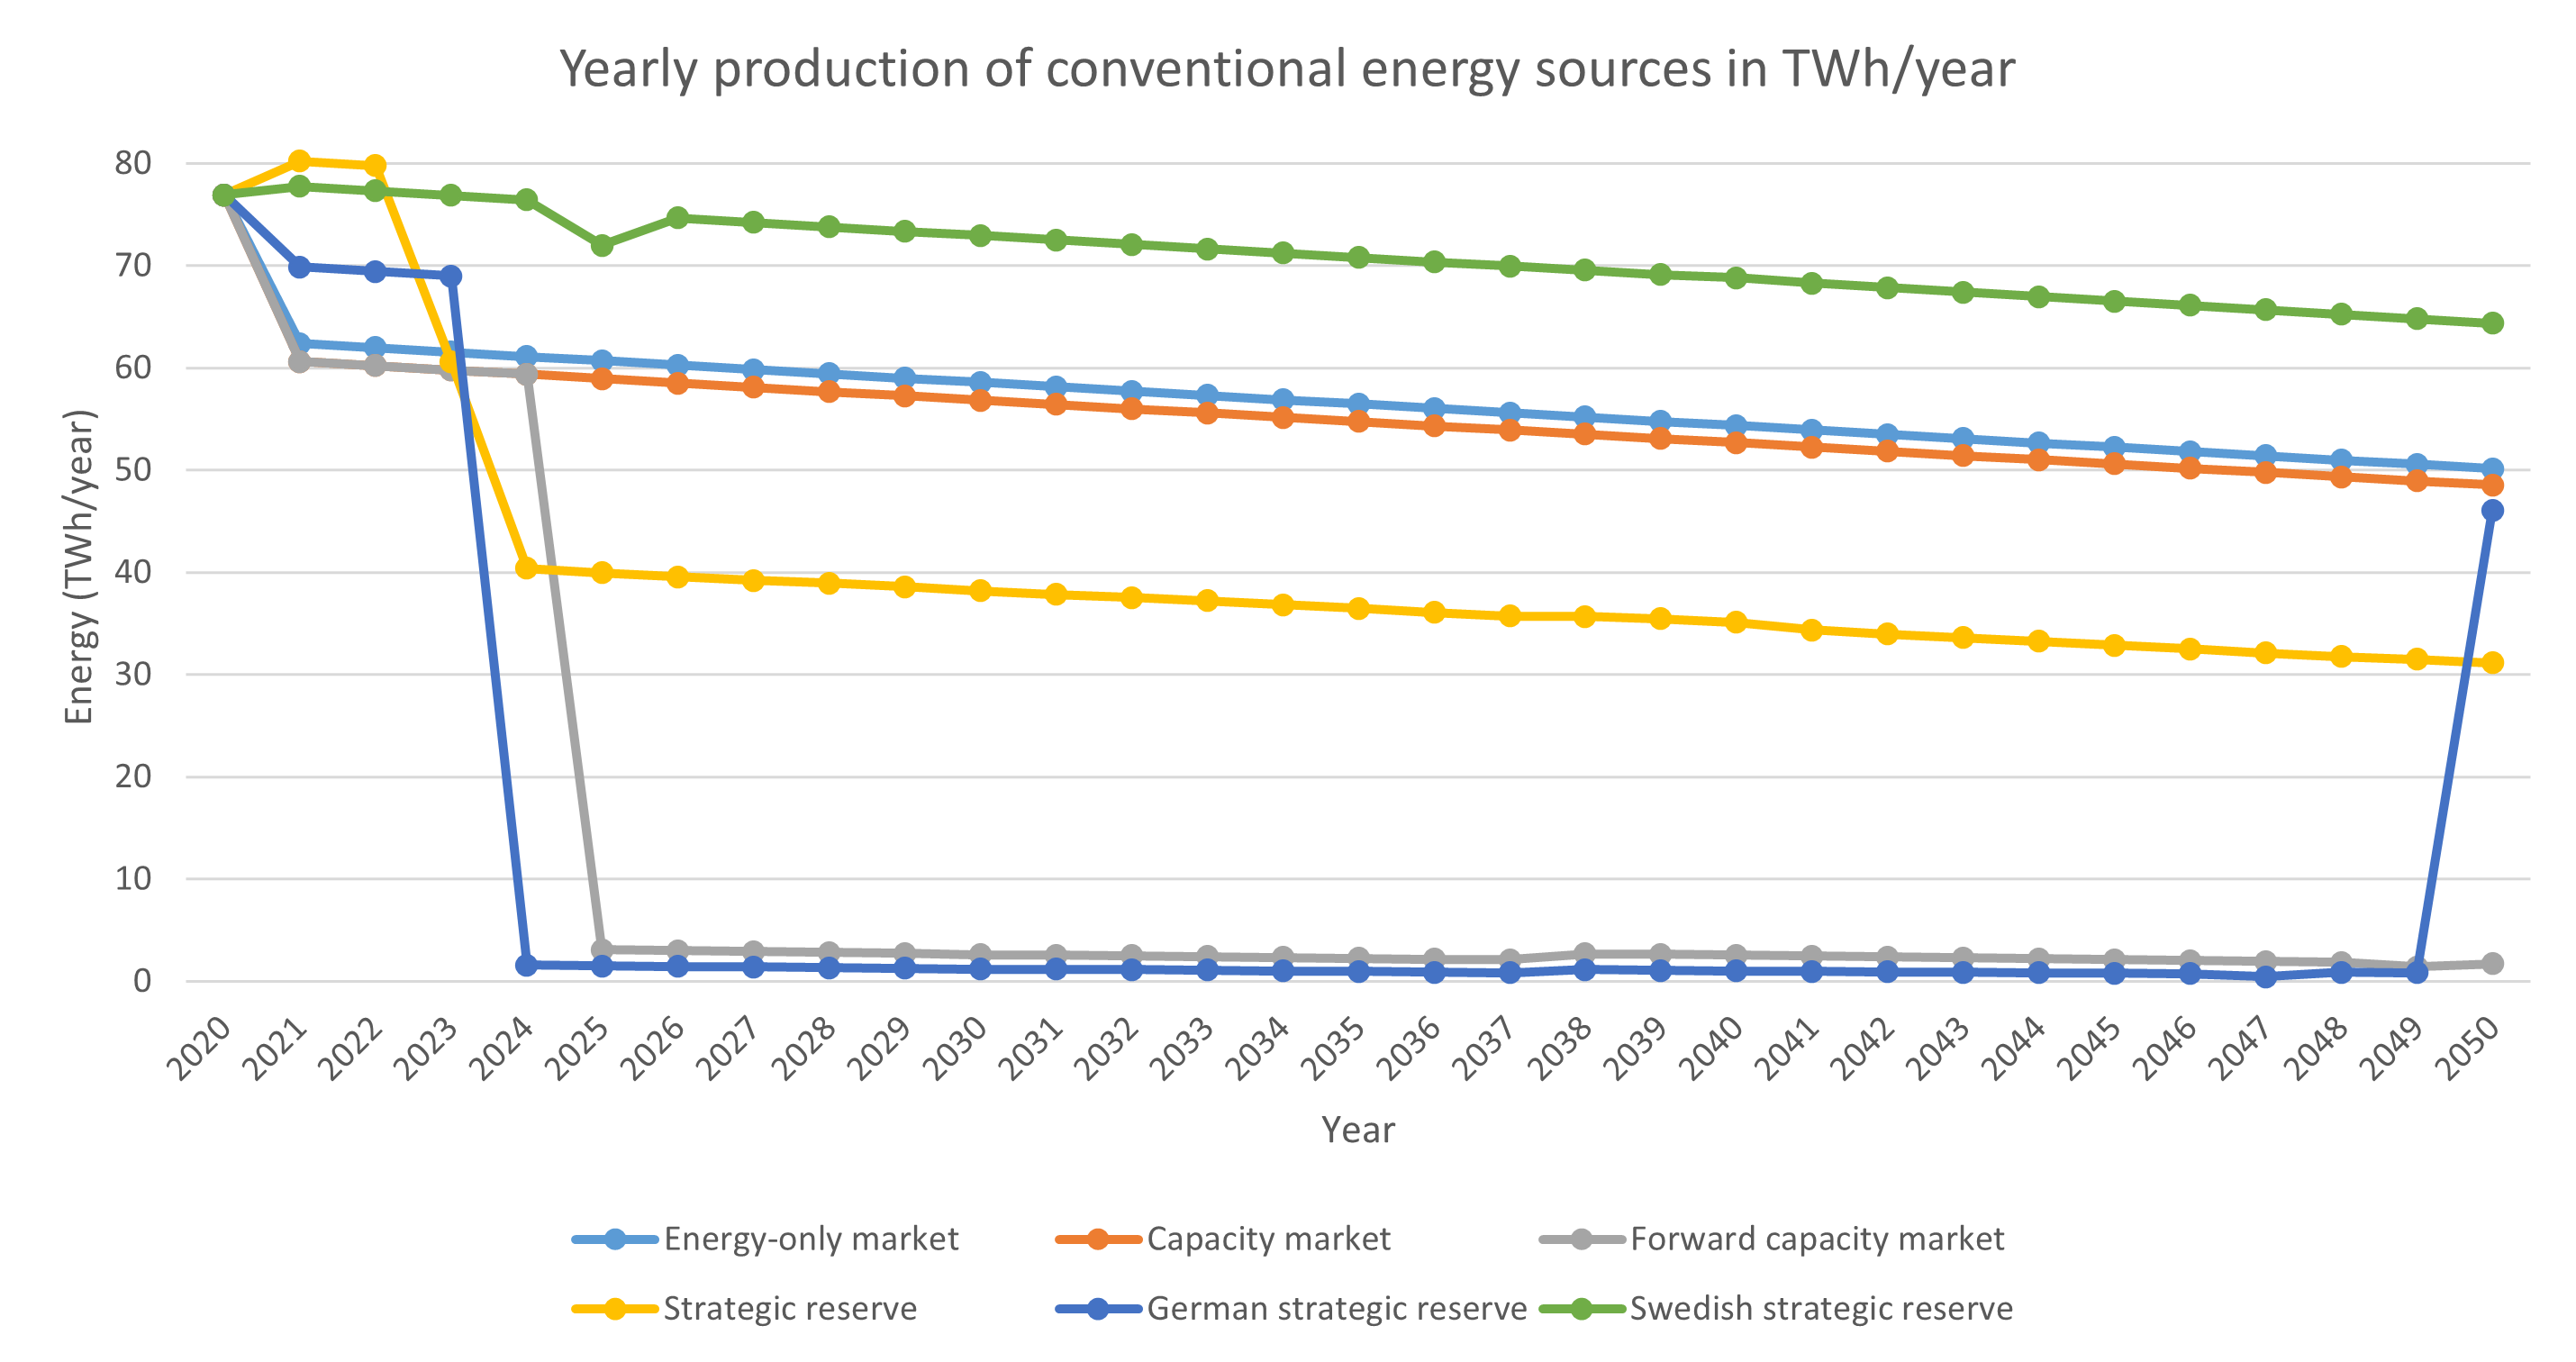 Yearly production of conventional energy sources in TWh/year
Energy (TWh/year)
80
70
60
50
40
30
20
10
0
2020 2021 2022 2023 2024 2025 2026 2027 2028 2029 2030 2031 2032 2033 2034 2035 2036 2037 2038 2039 2040 2041 2042 2043 2044 2045 2046 2047 2048 2049 2050
Year
Energy-only market Capacity market Forward capacity market
Strategic reserve German strategic reserve Swedish strategic reserve